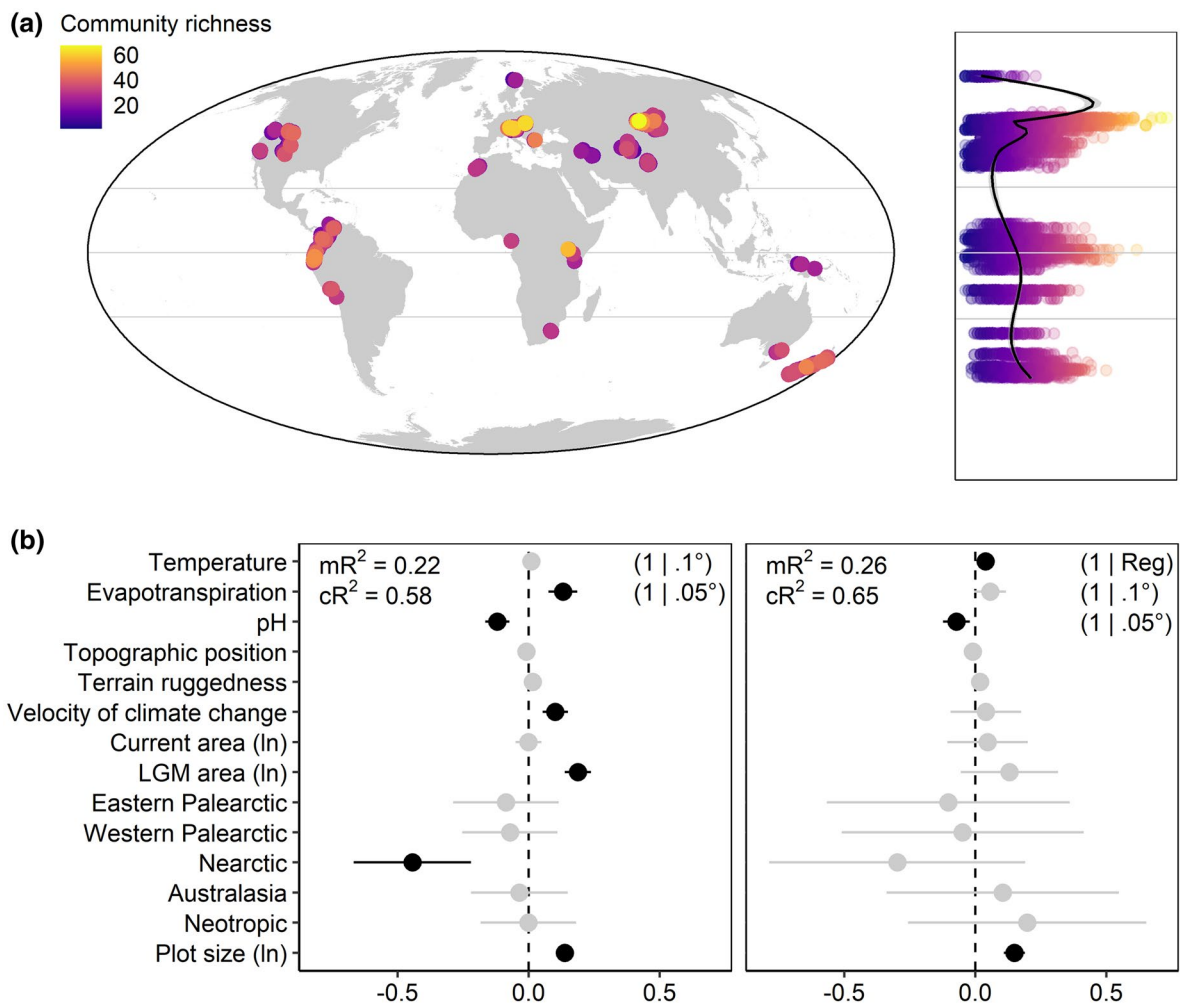 (a) Community richness
60
40
20
(b)
Temperature
Evapotranspiration
pH
Topographic position
Terrain ruggedness
Velocity of climate change
Current area (ln)
LGM area (ln)
Eastern Palearctic
Western Palearctic
Nearctic
Australasia
Neotropic
Plot size (ln)
mR² = 0.22 (1 | .1°)
cR² = 0.58 (1 | .05°)
-0.5 0.0 0.5
mR² = 0.26 (1 | Reg)
cR² = 0.65 (1 | .1°)
(1 | .05°)
-0.5 0.0 0.5